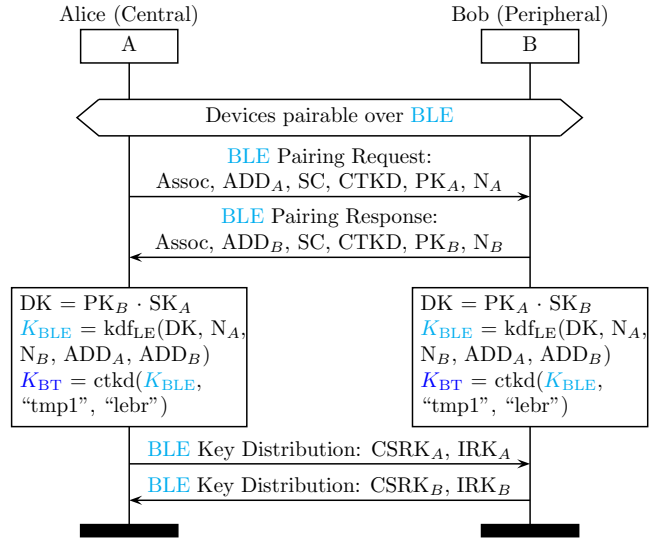 Alice (Central)
Bob (Peripheral)
A
B
Devices pairable over BLE
BLE Pairing Request:
Assoc, ADD_A, SC, CTKD, PK_A, N_A
BLE Pairing Response:
Assoc, ADD_B, SC, CTKD, PK_B, N_B
DK = PK_B · SK_A
K_BLE = kdf_LE(DK, N_A,
N_B, ADD_A, ADD_B)
K_BT = ctkd(K_BLE,
“tmp1”, “lebr”)
DK = PK_A · SK_B
K_BLE = kdf_LE(DK, N_A,
N_B, ADD_A, ADD_B)
K_BT = ctkd(K_BLE,
“tmp1”, “lebr”)
BLE Key Distribution: CSRK_A, IRK_A
BLE Key Distribution: CSRK_B, IRK_B